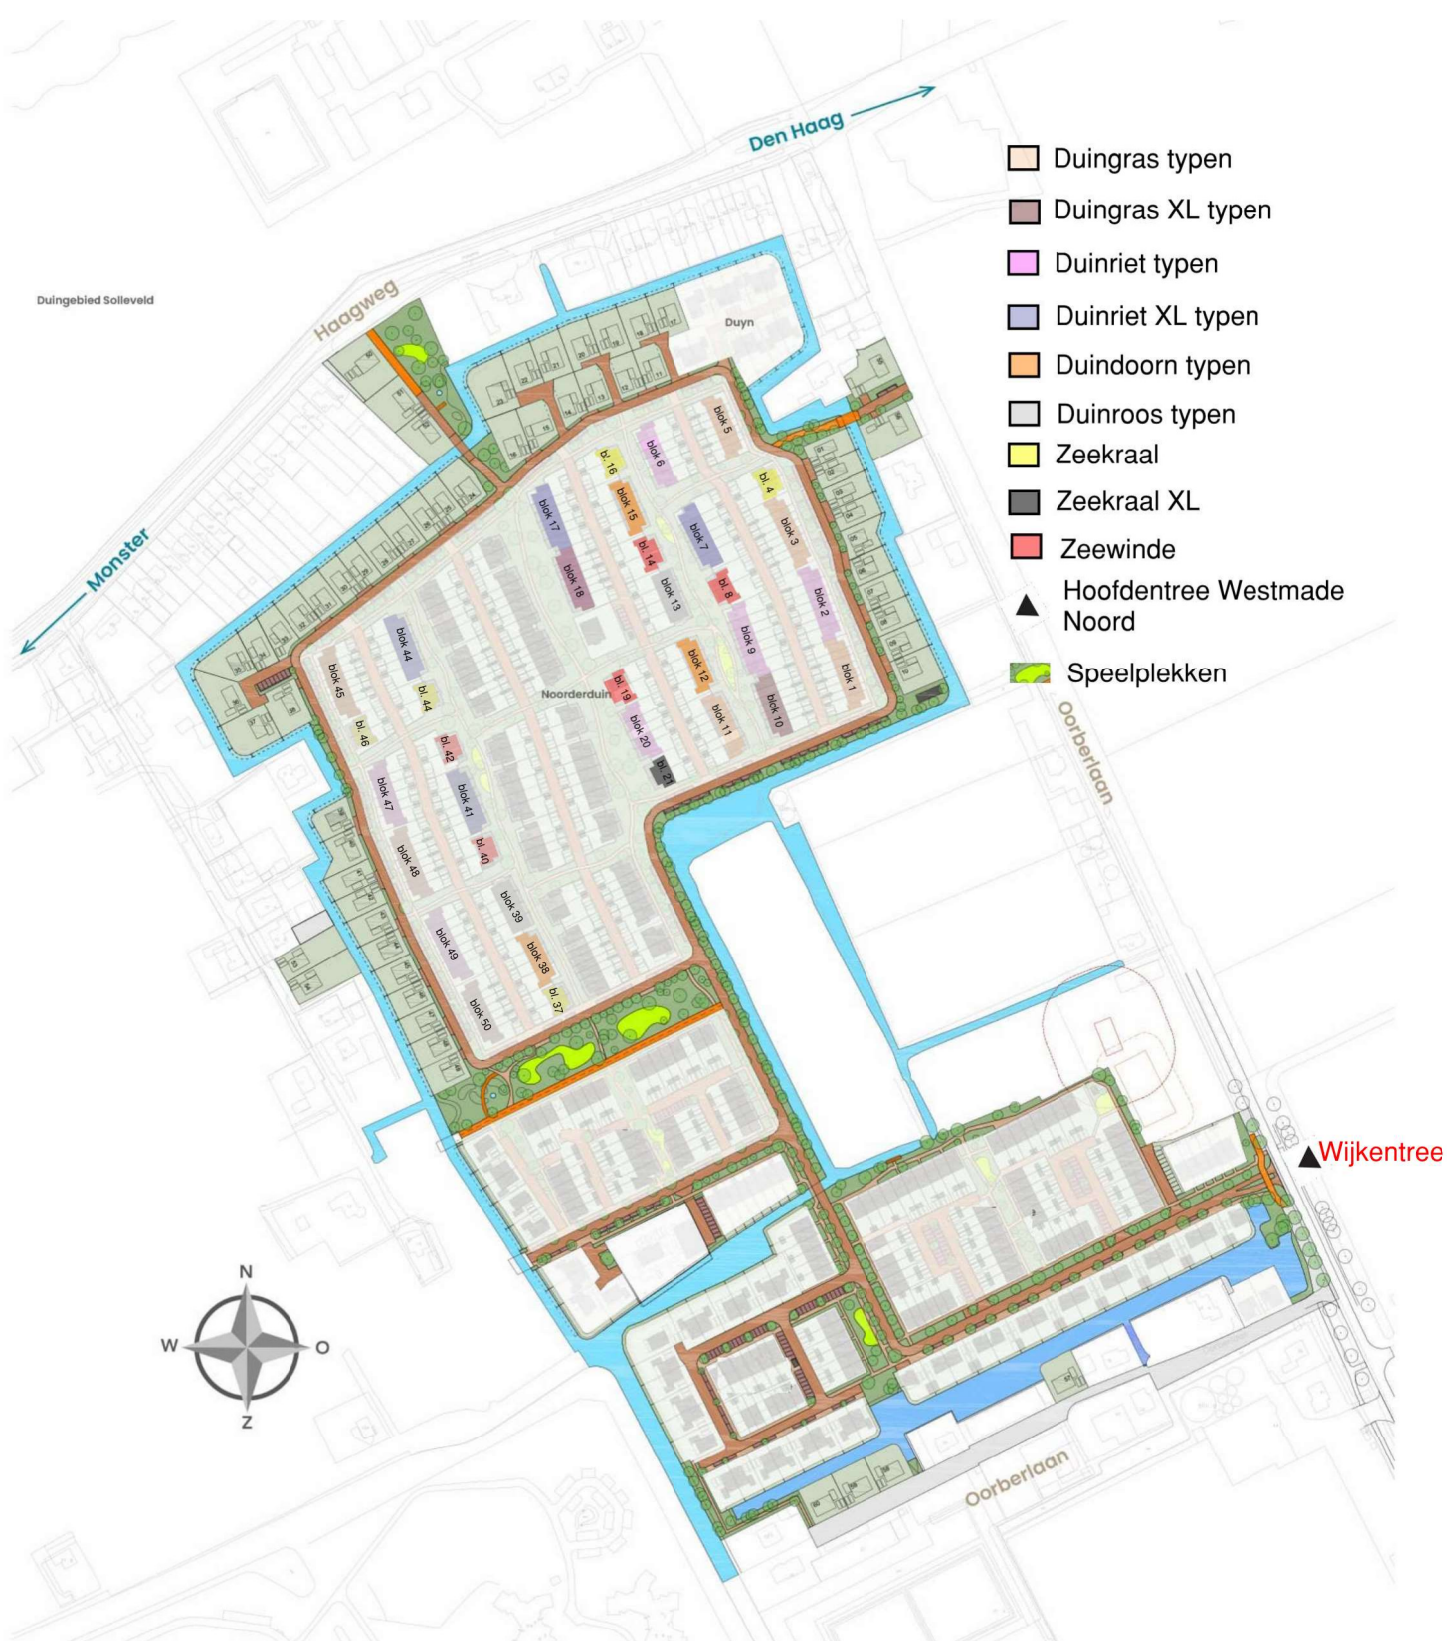 Den Haag
Duingras typen
Duingras XL typen
Duinriet typen
Duinriet XL typen
Duindoorn typen
Duinroos typen
Zeekraal
Zeekraal XL
Zeewinde
Hoofdentree Westmade
Noord
Speelplekken
Duingebied Solleveld
Haagweg
Duyn
Monster
blok 5
blok 6
bl. 16
bl. 4
blok 15
blok 17
blok 3
blok 7
bl. 14
blok 18
blok 13
bl. 8
blok 2
blok 44
blok 9
blok 12
blok 1
blok 45
bl. 44
Noorderduin
bl. 19
blok 10
blok 11
blok 20
bl. 46
bl. 42
bl. 21
blok 47
blok 41
bl. 40
blok 48
blok 39
blok 49
blok 38
bl. 37
blok 50
Oorberlaan
Wijkentree
N
W
O
Z
Oorberlaan